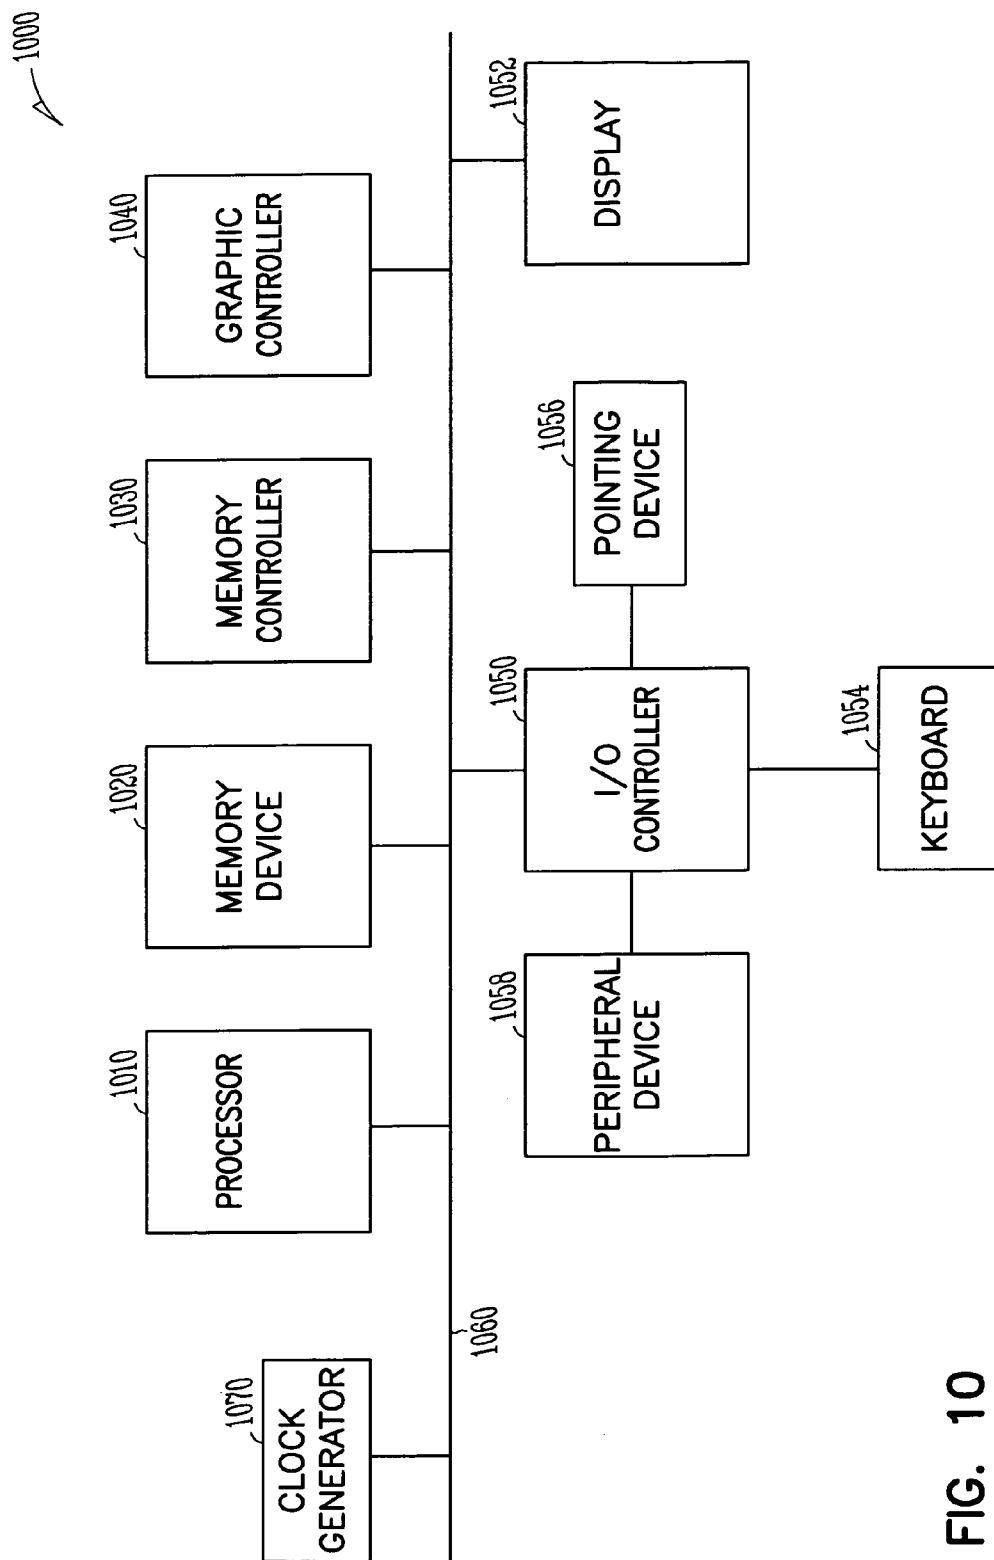 1000
1070
CLOCK
GENERATOR
1010
PROCESSOR
1020
MEMORY
DEVICE
1030
MEMORY
CONTROLLER
1040
GRAPHIC
CONTROLLER
1060
1058
PERIPHERAL
DEVICE
1050
I/O
CONTROLLER
1056
POINTING
DEVICE
1052
DISPLAY
1054
KEYBOARD
FIG. 10